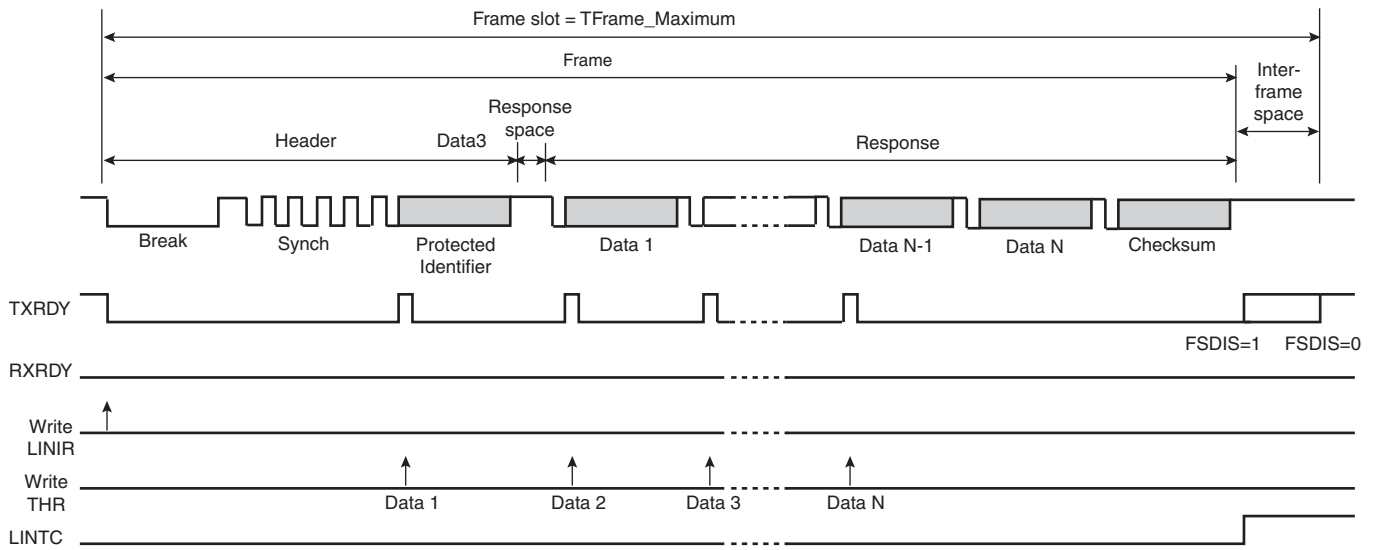 Frame slot = TFrame_Maximum
Frame
Inter-
frame
space
Response
space
Header
Data3
Response
Break
Synch
Protected
Identifier
Data 1
Data N-1
Data N
Checksum
TXRDY
FSDIS=1
FSDIS=0
RXRDY
Write
LINIR
Write
THR
Data 1
Data 2
Data 3
Data N
LINTC